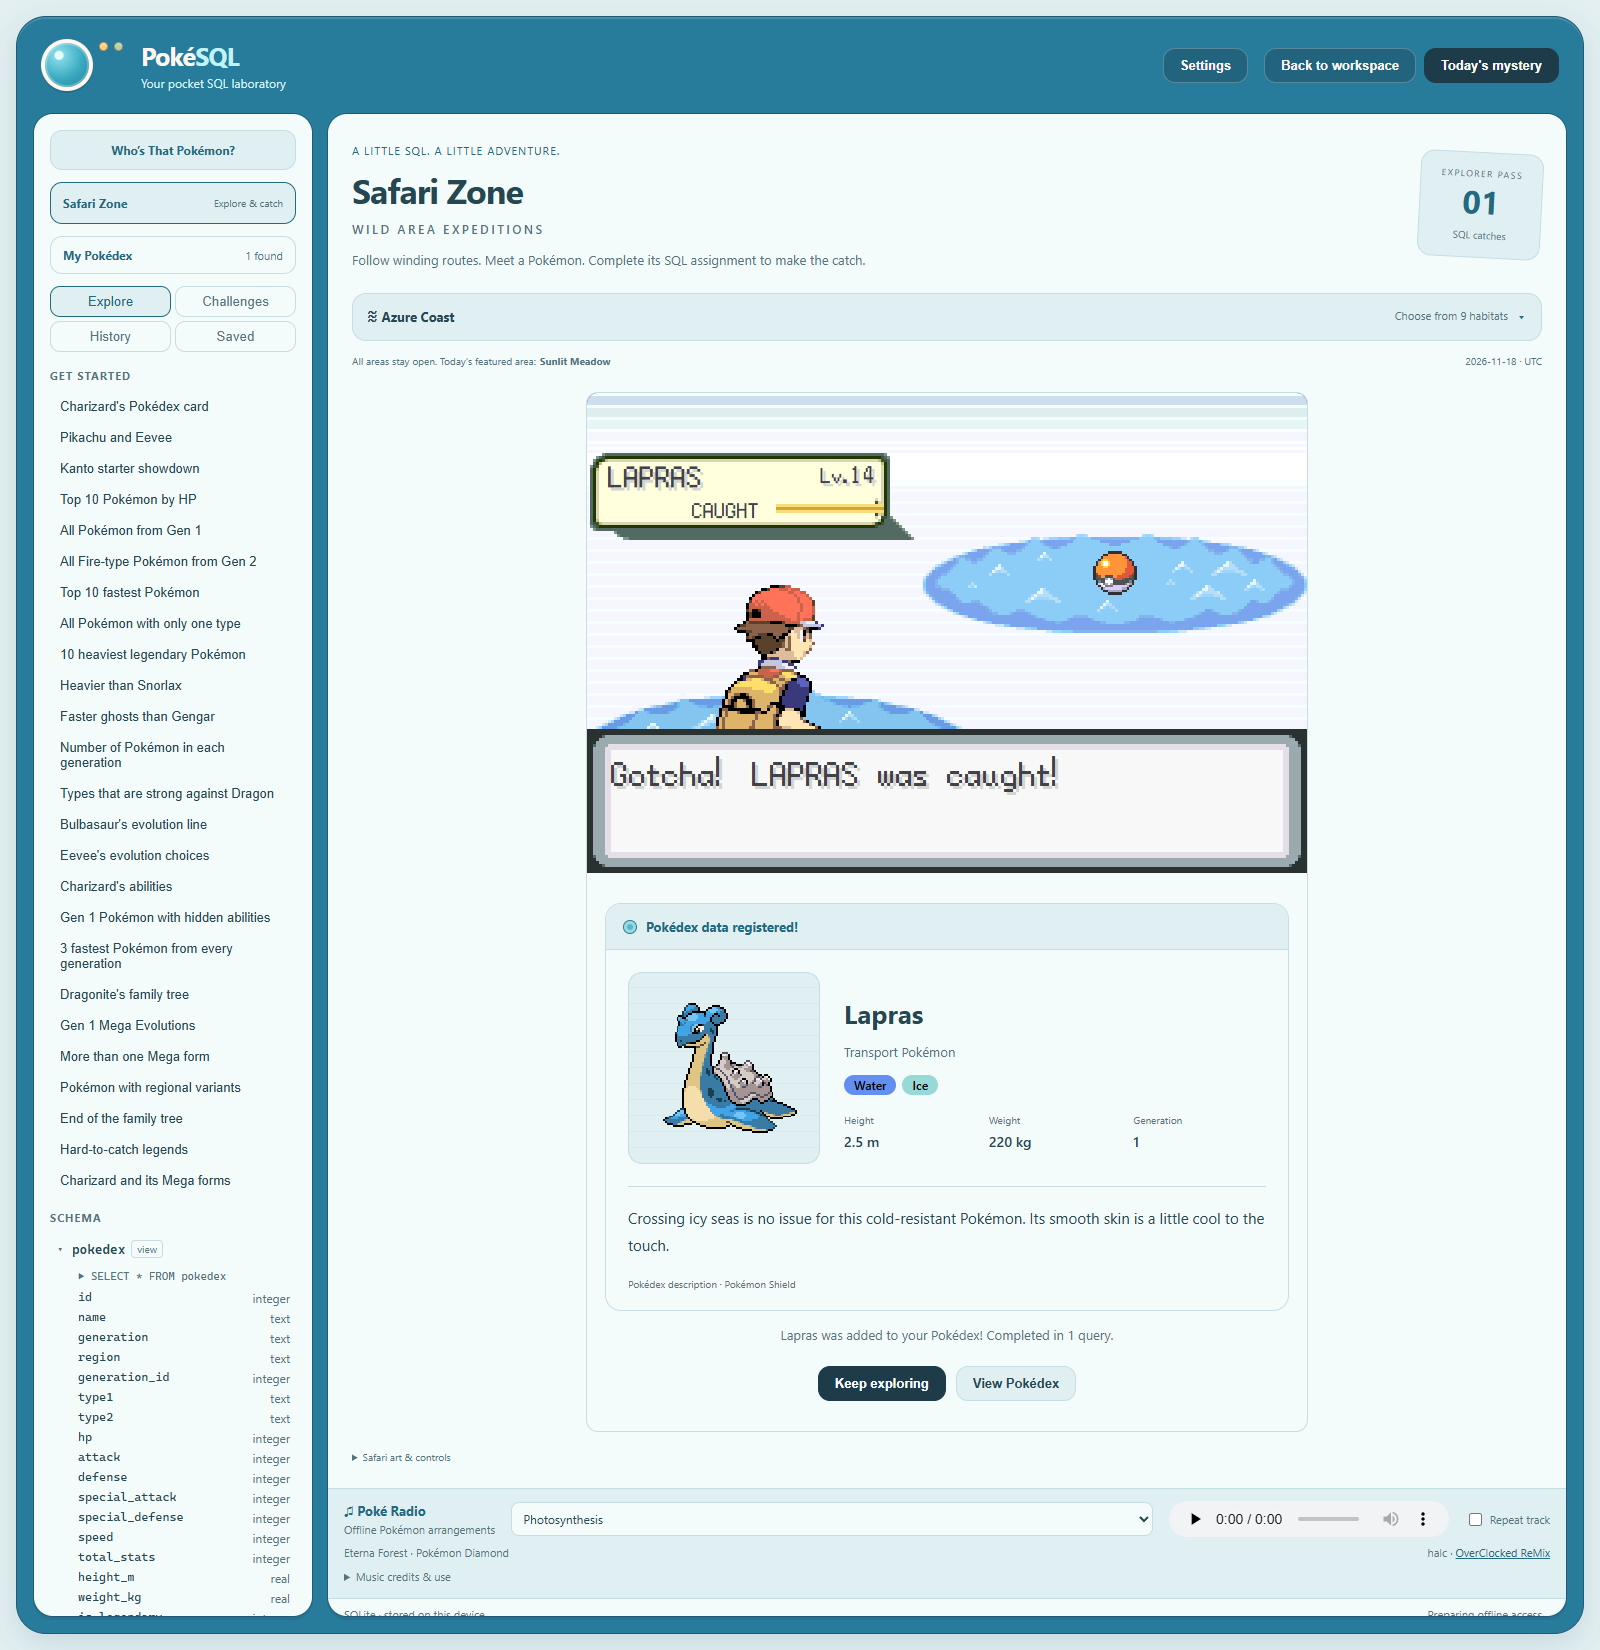 PokéSQL
Your pocket SQL laboratory
Settings
Back to workspace
Today's mystery
Who's That Pokémon?
Safari Zone
Explore & catch
My Pokédex
1 found
Explore
Challenges
History
Saved
GET STARTED
Charizard's Pokédex card
Pikachu and Eevee
Kanto starter showdown
Top 10 Pokémon by HP
All Pokémon from Gen 1
All Fire-type Pokémon from Gen 2
Top 10 fastest Pokémon
All Pokémon with only one type
10 heaviest legendary Pokémon
Heavier than Snorlax
Faster ghosts than Gengar
Number of Pokémon in each
generation
Types that are strong against Dragon
Bulbasaur's evolution line
Eevee's evolution choices
Charizard's abilities
Gen 1 Pokémon with hidden abilities
3 fastest Pokémon from every
generation
Dragonite's family tree
Gen 1 Mega Evolutions
More than one Mega form
Pokémon with regional variants
End of the family tree
Hard-to-catch legends
Charizard and its Mega forms
SCHEMA
pokedex view
SELECT * FROM pokedex
id integer
name text
generation text
region text
generation_id integer
type1 text
type2 text
hp integer
attack integer
defense integer
special_attack integer
special_defense integer
speed integer
total_stats integer
height_m real
weight_kg real
A LITTLE SQL. A LITTLE ADVENTURE.
Safari Zone
WILD AREA EXPEDITIONS
Follow winding routes. Meet a Pokémon. Complete its SQL assignment to make the catch.
EXPLORER PASS
01
SQL catches
Azure Coast
Choose from 9 habitats
All areas stay open. Today's featured area: Sunlit Meadow
2026-11-18 · UTC
LAPRAS Lv.14
CAUGHT
Gotcha! LAPRAS was caught!
Pokédex data registered!
Lapras
Transport Pokémon
Water Ice
Height Weight Generation
2.5 m 220 kg 1
Crossing icy seas is no issue for this cold-resistant Pokémon. Its smooth skin is a little cool to the
touch.
Pokédex description · Pokémon Shield
Lapras was added to your Pokédex! Completed in 1 query.
Keep exploring
View Pokédex
Safari art & controls
♫ Poké Radio
Offline Pokémon arrangements
Photosynthesis
0:00 / 0:00
Repeat track
Eterna Forest · Pokémon Diamond
halc · OverClocked ReMix
Music credits & use
SQLite · stored on this device
Preparing offline access